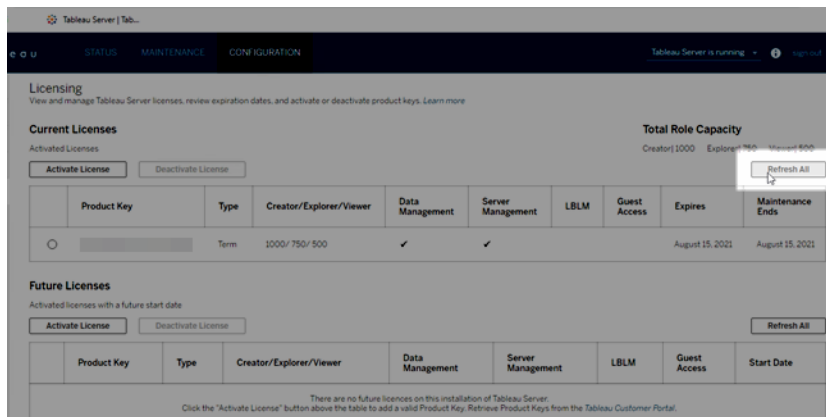 Tableau Server | Tab...
e a u STATUS MAINTENANCE CONFIGURATION Tableau Server is running sign out
Licensing
View and manage Tableau Server licenses, review expiration dates, and activate or deactivate product keys. Learn more
Current Licenses Total Role Capacity
Activated Licenses Creator| 1000 Explorer| 750 Viewer| 500
Activate License Deactivate License Refresh All
Product Key Type Creator/Explorer/Viewer Data Management Server Management LBLM Guest Access Expires Maintenance Ends
Term 1000/ 750/ 500 ✔ ✔ August 15, 2021 August 15, 2021
Future Licenses
Activated licenses with a future start date
Activate License Deactivate License Refresh All
Product Key Type Creator/Explorer/Viewer Data Management Server Management LBLM Guest Access Start Date
There are no future licences on this installation of Tableau Server.
Click the "Activate License" button above the table to add a valid Product Key. Retrieve Product Keys from the Tableau Customer Portal.